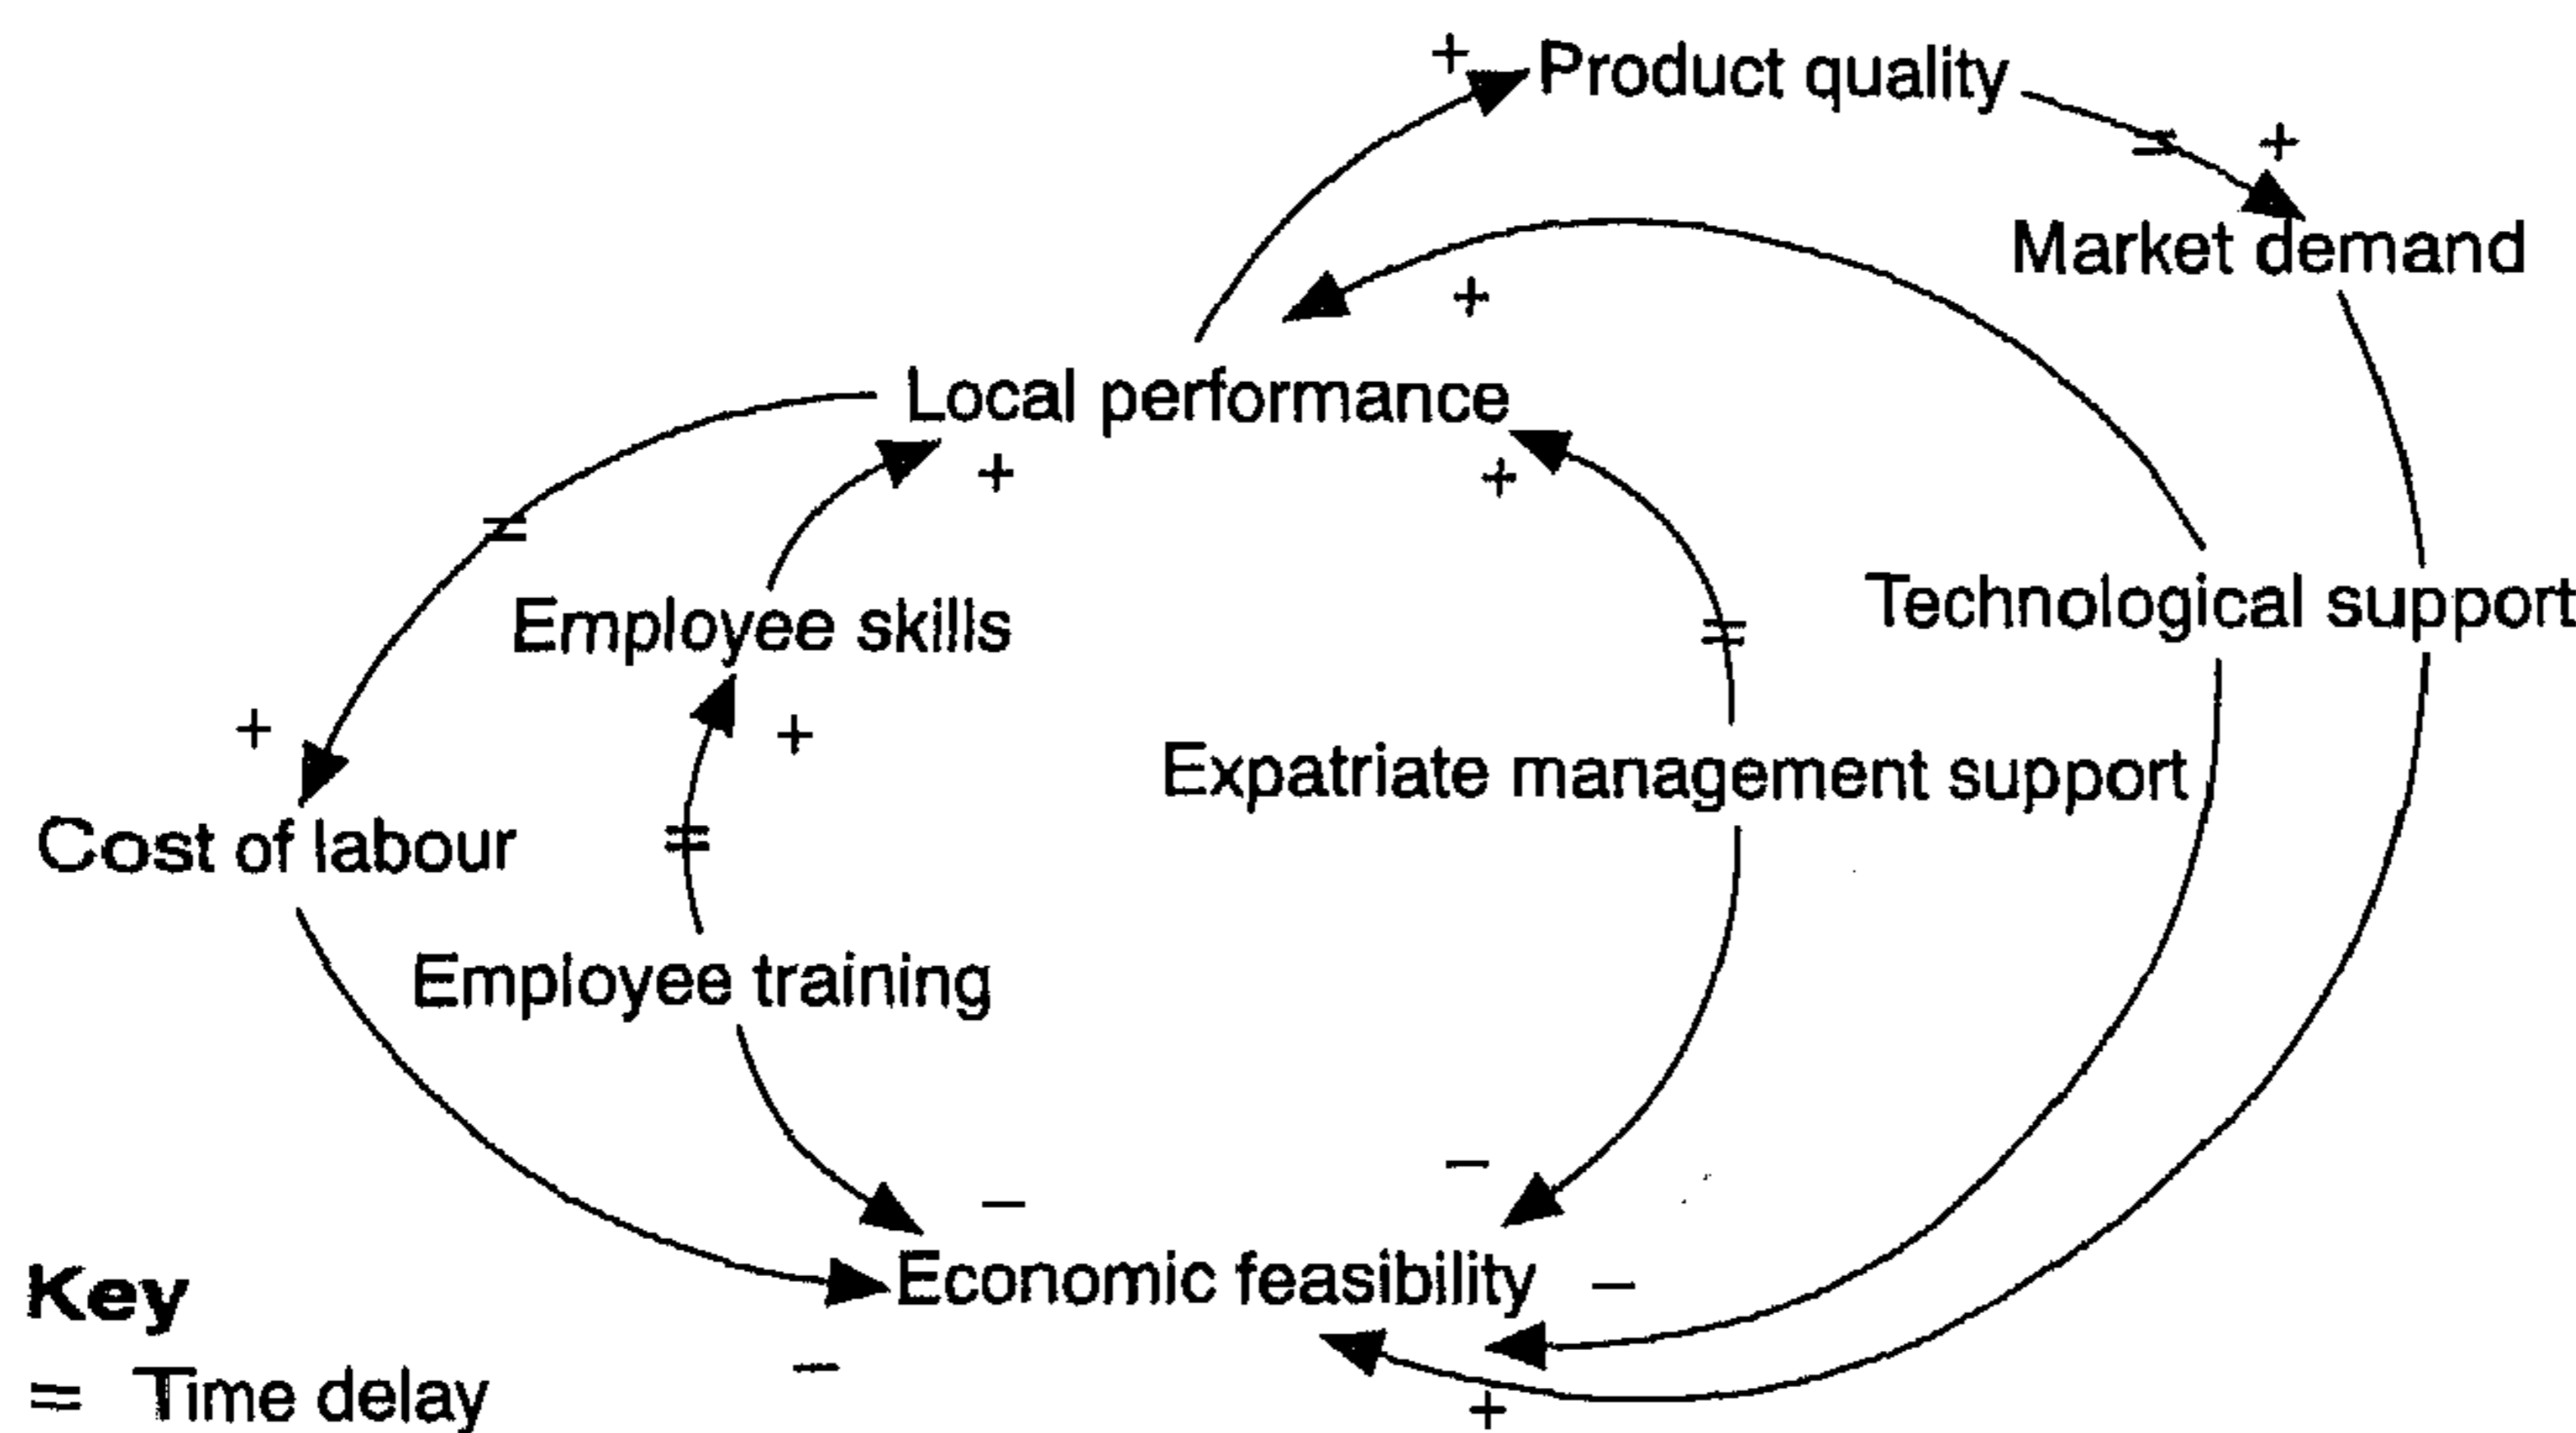 + Product quality
= +
Market demand
+
Local performance
+ +
=
Employee skills
Technological support
=
+ +
Expatriate management support
Cost of labour
=
Employee training
–
–
Economic feasibility –
Key
–
= Time delay
+